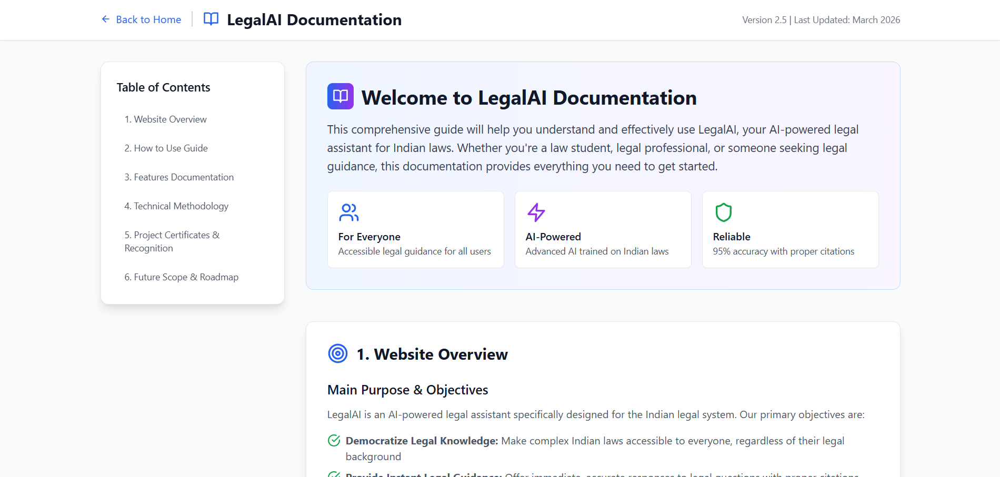 Back to Home
LegalAI Documentation
Version 2.5 | Last Updated: March 2026
Table of Contents
1. Website Overview
2. How to Use Guide
3. Features Documentation
4. Technical Methodology
5. Project Certificates &
Recognition
6. Future Scope & Roadmap
Welcome to LegalAI Documentation
This comprehensive guide will help you understand and effectively use LegalAI, your AI-powered legal
assistant for Indian laws. Whether you're a law student, legal professional, or someone seeking legal
guidance, this documentation provides everything you need to get started.
For Everyone
Accessible legal guidance for all users
AI-Powered
Advanced AI trained on Indian laws
Reliable
95% accuracy with proper citations
1. Website Overview
Main Purpose & Objectives
LegalAI is an AI-powered legal assistant specifically designed for the Indian legal system. Our primary objectives are:
Democratize Legal Knowledge: Make complex Indian laws accessible to everyone, regardless of their legal
background
Provide Instant Legal Guidance: Offer immediate, accurate responses to legal questions with proper citations